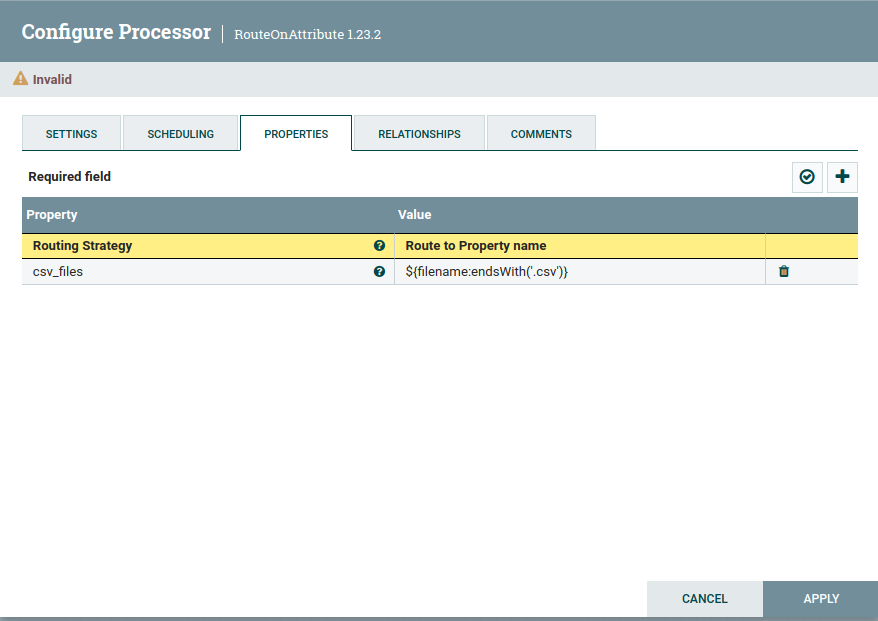 Configure Processor | RouteOnAttribute 1.23.2
Invalid
SETTINGS SCHEDULING PROPERTIES RELATIONSHIPS COMMENTS
Required field
Property Value
Routing Strategy Route to Property name
csv_files ${filename:endsWith('.csv')}
CANCEL APPLY